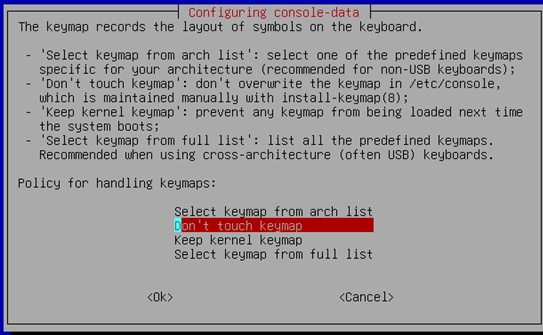 Configuring console-data
The keymap records the layout of symbols on the keyboard.
- 'Select keymap from arch list': select one of the predefined keymaps
specific for your architecture (recommended for non-USB keyboards);
- 'Don't touch keymap': don't overwrite the keymap in /etc/console,
which is maintained manually with install-keymap(8);
- 'Keep kernel keymap': prevent any keymap from being loaded next time
the system boots;
- 'Select keymap from full list': list all the predefined keymaps.
Recommended when using cross-architecture (often USB) keyboards.
Policy for handling keymaps:
Select keymap from arch list
Don't touch keymap
Keep kernel keymap
Select keymap from full list
<Ok> <Cancel>